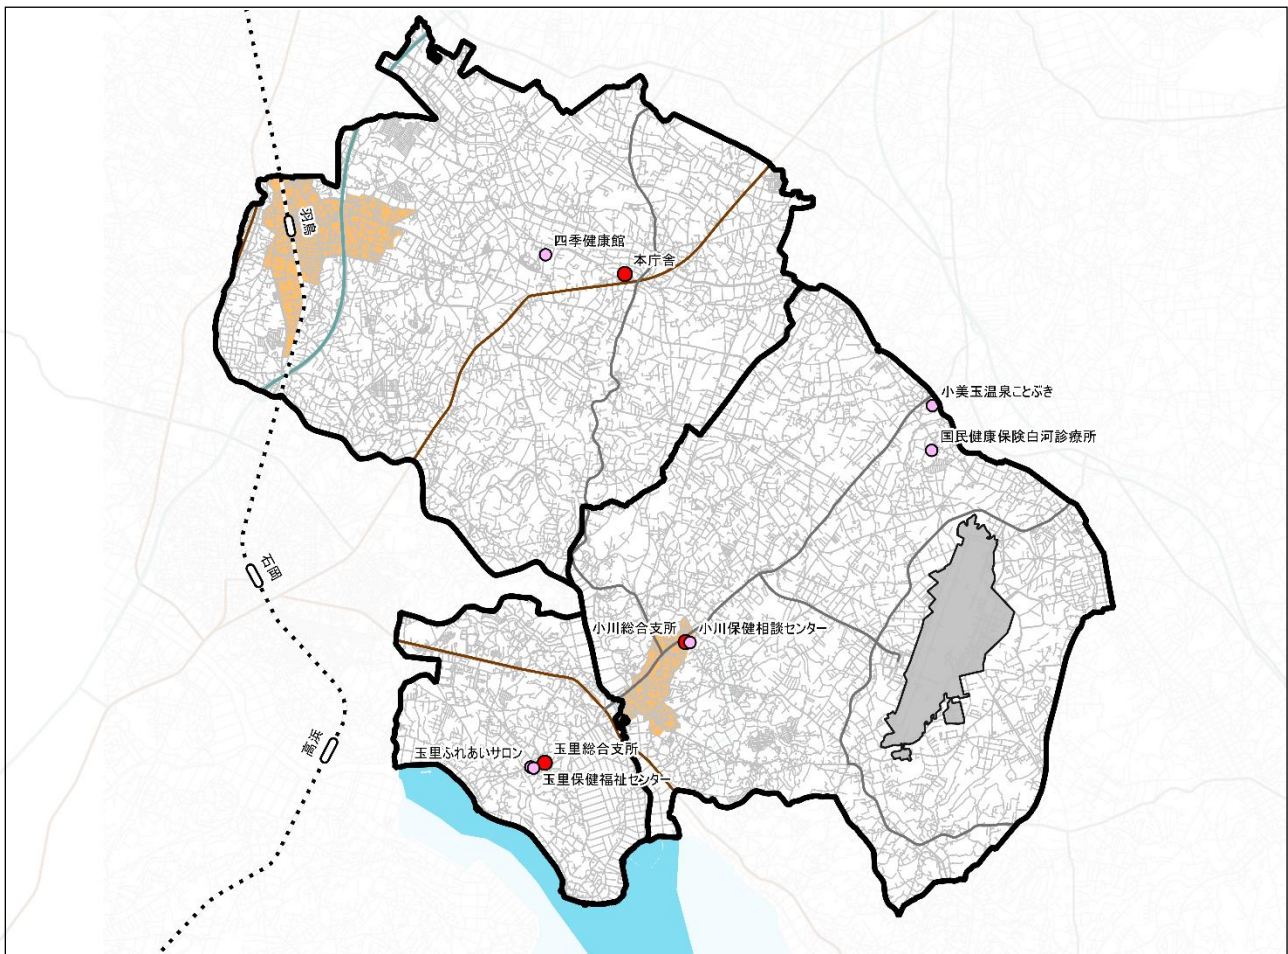 羽鳥
四季健康館
本庁舎
小美玉温泉ことぶき
国民健康保険白河診療所
石岡
小川総合支所
小川保健相談センター
高浜
玉里ふれあいサロン
玉里総合支所
玉里保健福祉センター